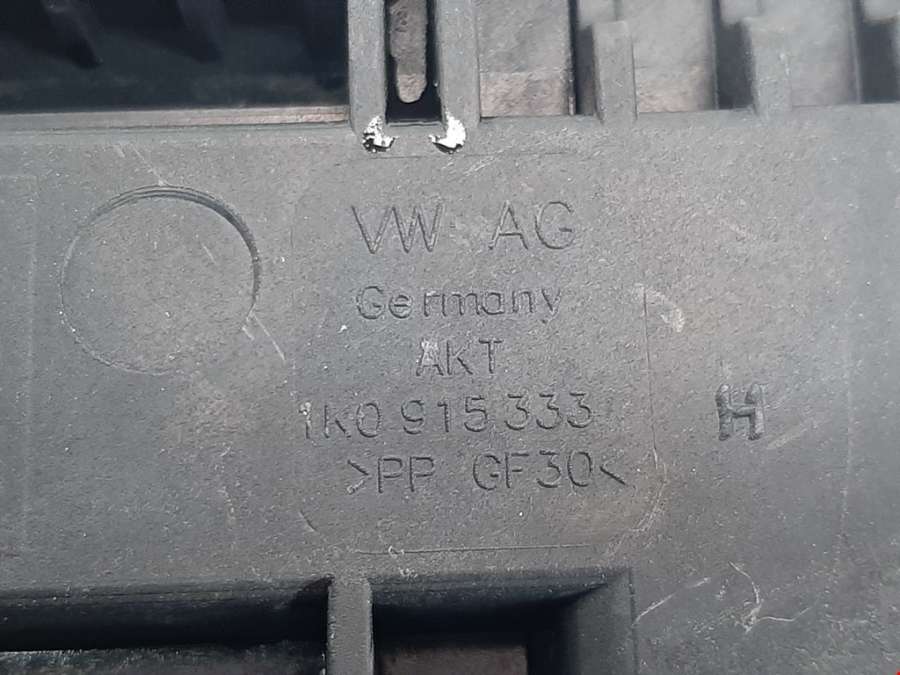 VW AG
Germany
AKT
1K0 915 333
H
>PP GF30<